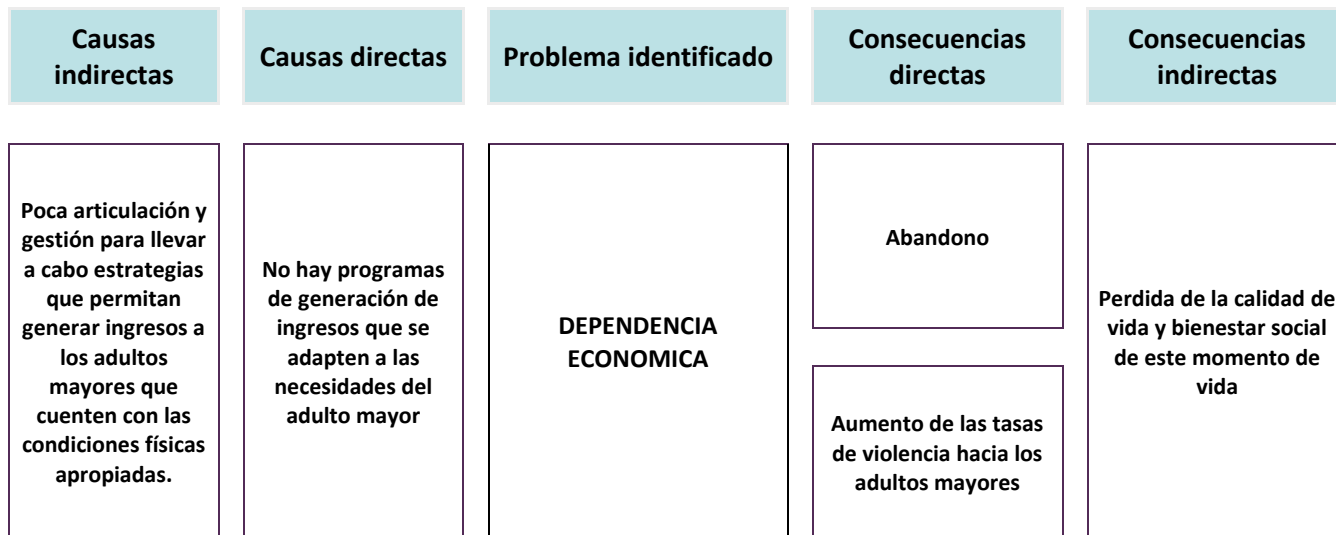 Causas
indirectas
Causas directas
Problema identificado
Consecuencias
directas
Consecuencias
indirectas
Poca articulación y
gestión para llevar
a cabo estrategias
que permitan
generar ingresos a
los adultos
mayores que
cuenten con las
condiciones físicas
apropiadas.
No hay programas
de generación de
ingresos que se
adapten a las
necesidades del
adulto mayor
DEPENDENCIA
ECONOMICA
Abandono
Aumento de las tasas
de violencia hacia los
adultos mayores
Perdida de la calidad de
vida y bienestar social
de este momento de
vida